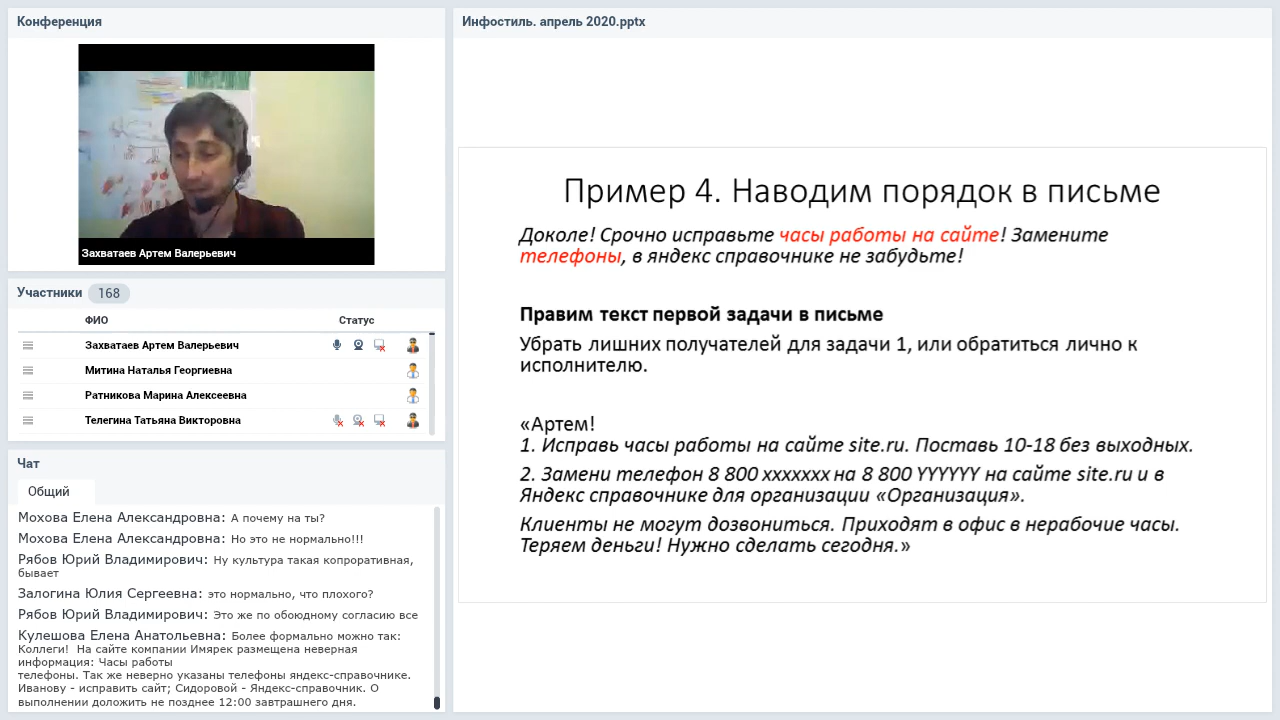 Конференция
Захватаев Артем Валерьевич
Участники 168
ФИО Статус
Захватаев Артем Валерьевич
Митина Наталья Георгиевна
Ратникова Марина Алексеевна
Телегина Татьяна Викторовна
Чат
Общий
Мохова Елена Александровна: А почему на ты?
Мохова Елена Александровна: Но это не нормально!!!
Рябов Юрий Владимирович: Ну культура такая копроративная,
бывает
Залогина Юлия Сергеевна: это нормально, что плохого?
Рябов Юрий Владимирович: Это же по обоюдному согласию все
Кулешова Елена Анатольевна: Более формально можно так:
Коллеги! На сайте компании Имярек размещена неверная
информация: Часы работы
телефоны. Так же неверно указаны телефоны яндекс-справочнике.
Иванову - исправить сайт; Сидоровой - Яндекс-справочник. О
выполнении доложить не позднее 12:00 завтрашнего дня.
Инфостиль. апрель 2020.pptx
Пример 4. Наводим порядок в письме
Доколе! Срочно исправьте часы работы на сайте! Замените
телефоны, в яндекс справочнике не забудьте!
Правим текст первой задачи в письме
Убрать лишних получателей для задачи 1, или обратиться лично к
исполнителю.
«Артем!
1. Исправь часы работы на сайте site.ru. Поставь 10-18 без выходных.
2. Замени телефон 8 800 xxxxxxx на 8 800 YYYYYY на сайте site.ru и в
Яндекс справочнике для организации «Организация».
Клиенты не могут дозвониться. Приходят в офис в нерабочие часы.
Теряем деньги! Нужно сделать сегодня.»